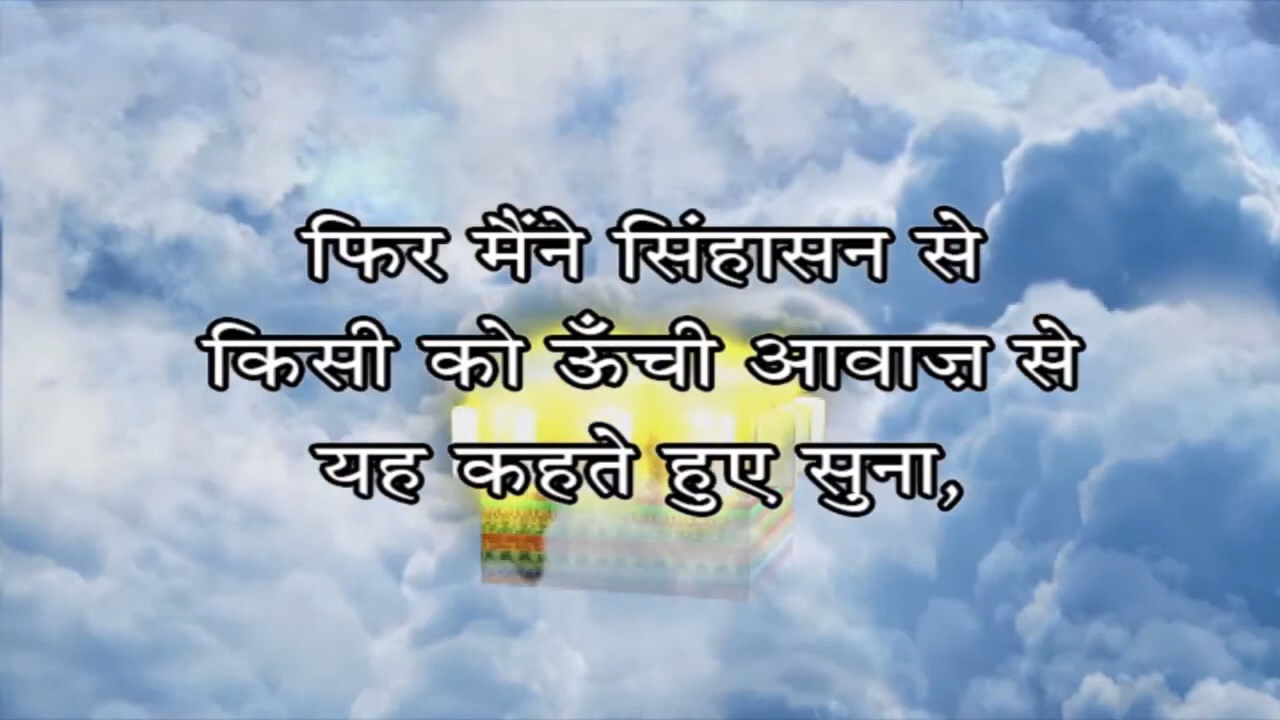 फिर मैंने सिंहासन से
किसी को ऊँची आवाज़ से
यह कहते हुए सुना,